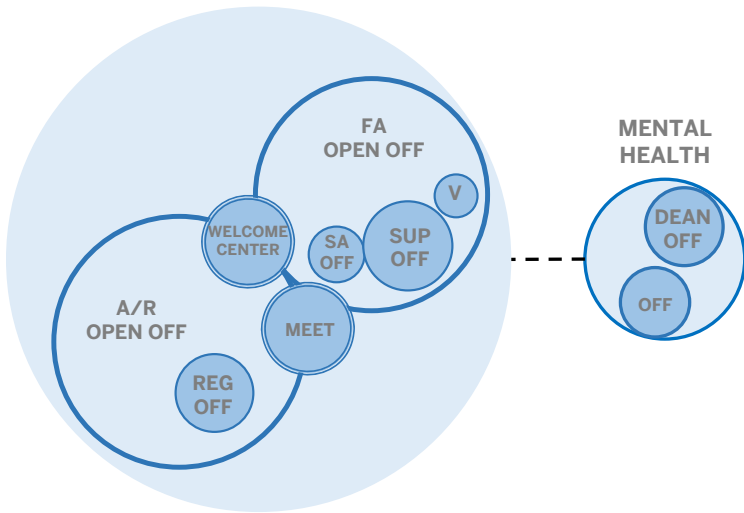 FA
OPEN OFF
V
WELCOME
CENTER
SA
OFF
SUP
OFF
A/R
OPEN OFF
MEET
REG
OFF
MENTAL
HEALTH
DEAN
OFF
OFF